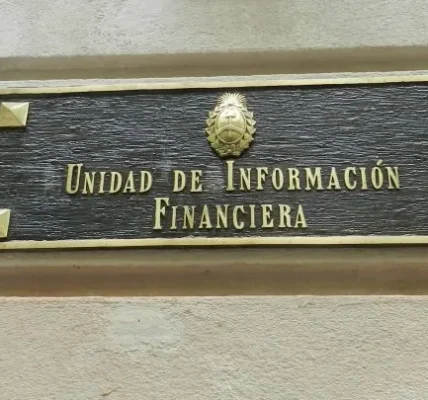 Unidad de Información
Financiera